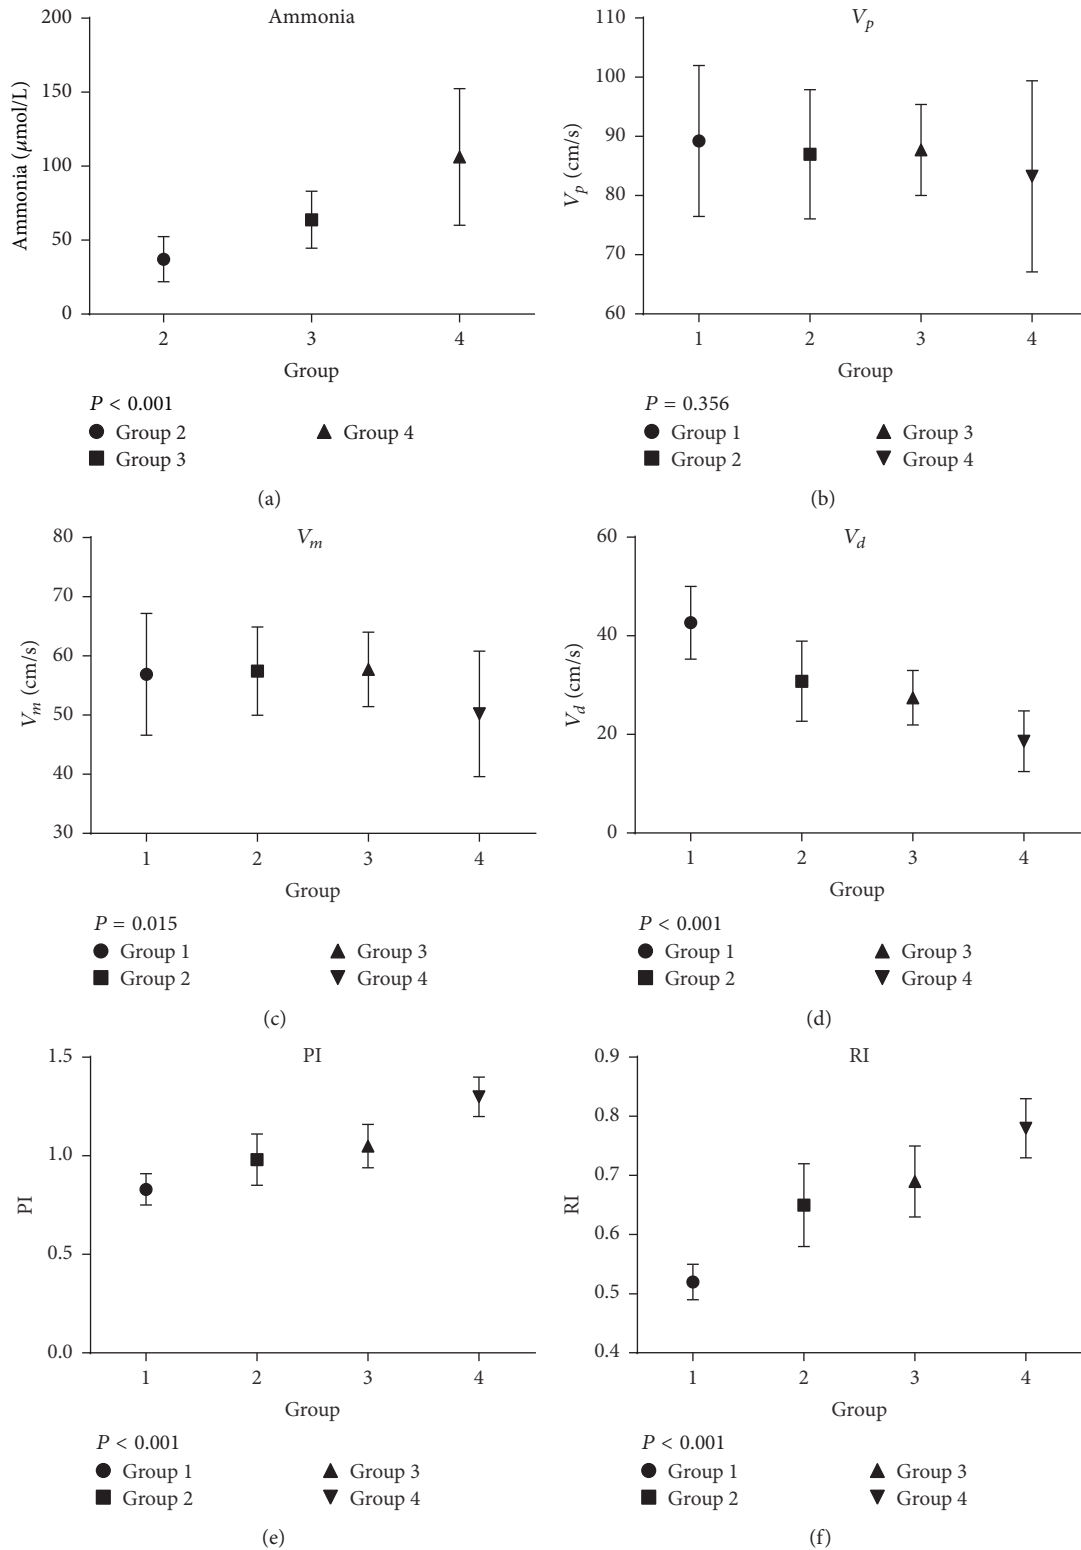 Ammonia
Ammonia (μmol/L)
200
150
100
50
0
2 3 4
Group
P < 0.001
Group 2 Group 4
Group 3
(a)
V_p
V_p (cm/s)
110
100
90
80
70
60
1 2 3 4
Group
P = 0.356
Group 1 Group 3
Group 2 Group 4
(b)
V_m
V_m (cm/s)
80
70
60
50
40
30
1 2 3 4
Group
P = 0.015
Group 1 Group 3
Group 2 Group 4
(c)
V_d
V_d (cm/s)
60
40
20
0
1 2 3 4
Group
P < 0.001
Group 1 Group 3
Group 2 Group 4
(d)
PI
PI
1.5
1.0
0.5
0.0
1 2 3 4
Group
P < 0.001
Group 1 Group 3
Group 2 Group 4
(e)
RI
RI
0.9
0.8
0.7
0.6
0.5
0.4
1 2 3 4
Group
P < 0.001
Group 1 Group 3
Group 2 Group 4
(f)